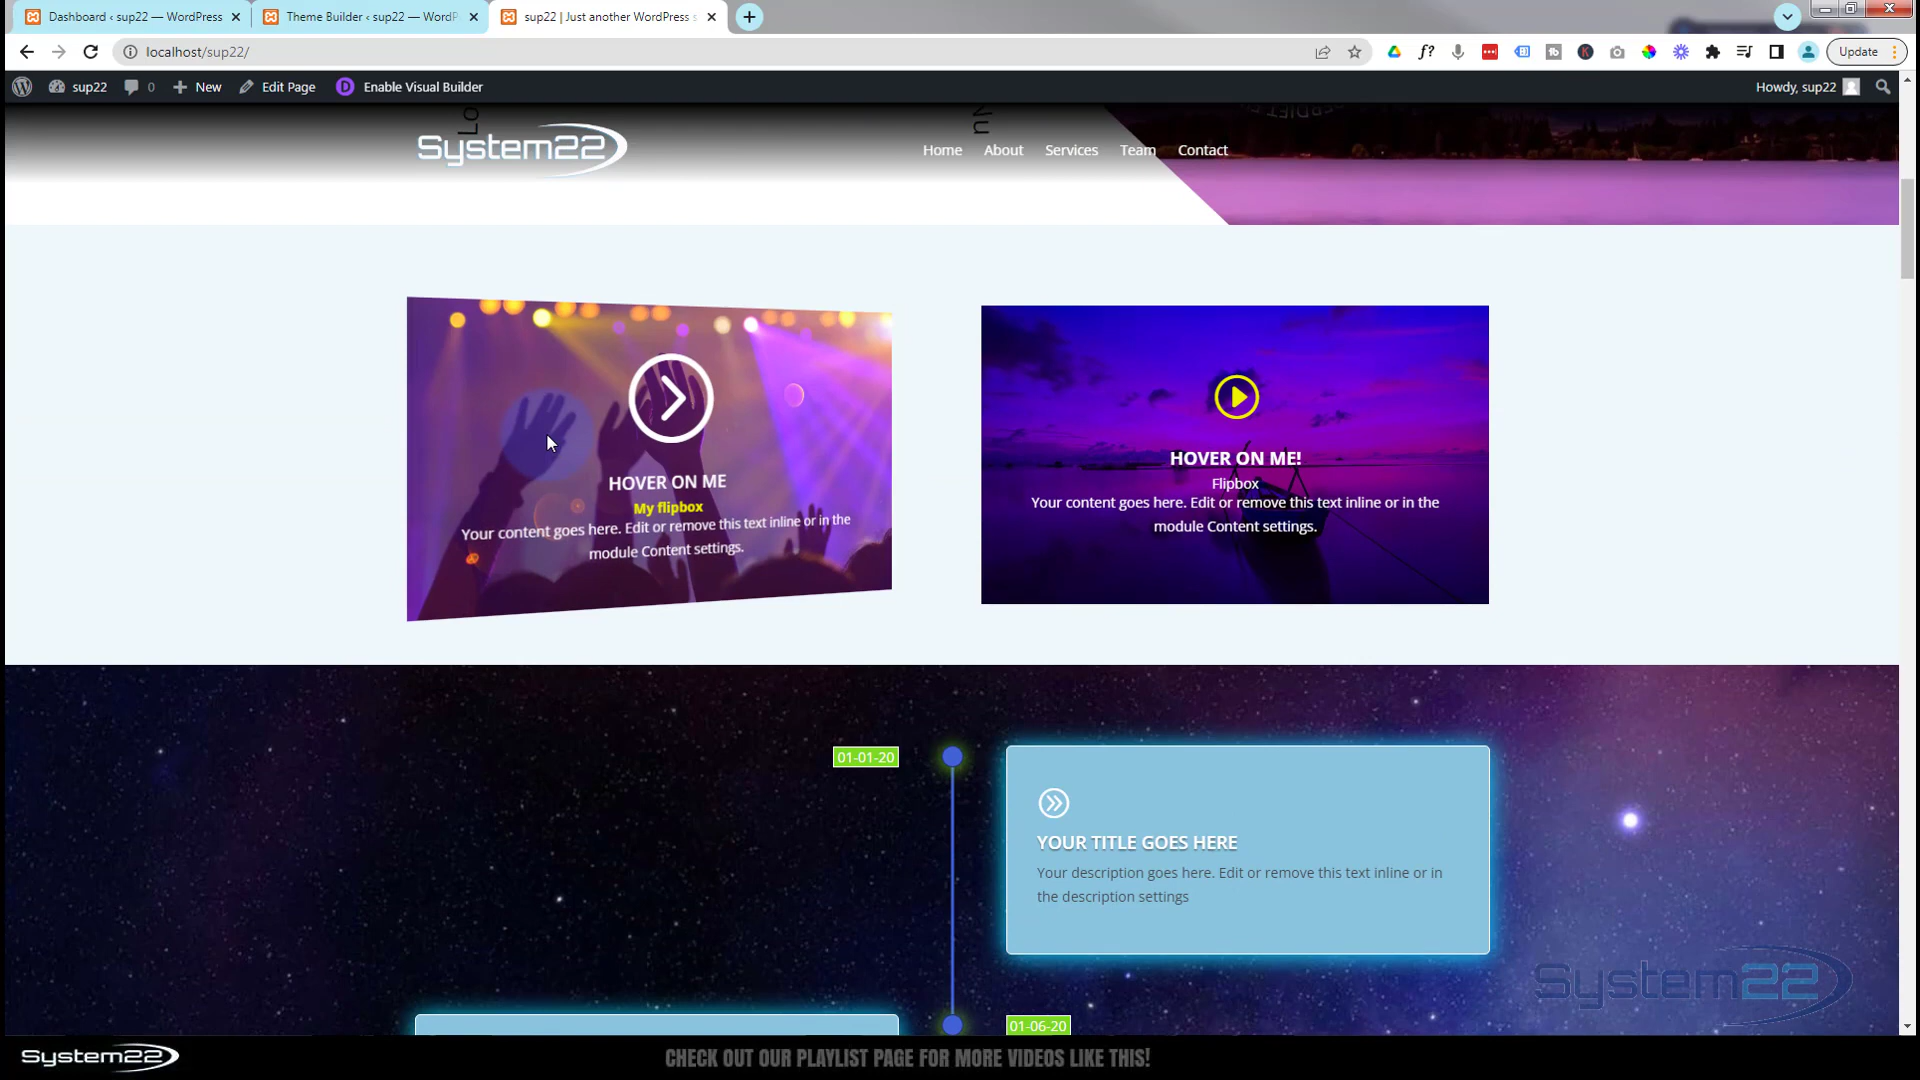 Dashboard ‹ sup22 — WordPress
Theme Builder ‹ sup22 — WordP
sup22 | Just another WordPress s
localhost/sup22/
Update
sup22
0
New
Edit Page
Enable Visual Builder
Howdy, sup22
Lo
Nu
System22
Home
About
Services
Team
Contact
HOVER ON ME
My flipbox
Your content goes here. Edit or remove this text inline or in the
module Content settings.
HOVER ON ME!
Flipbox
Your content goes here. Edit or remove this text inline or in the
module Content settings.
01-01-20
YOUR TITLE GOES HERE
Your description goes here. Edit or remove this text inline or in
the description settings
System22
01-06-20
System22
CHECK OUT OUR PLAYLIST PAGE FOR MORE VIDEOS LIKE THIS!